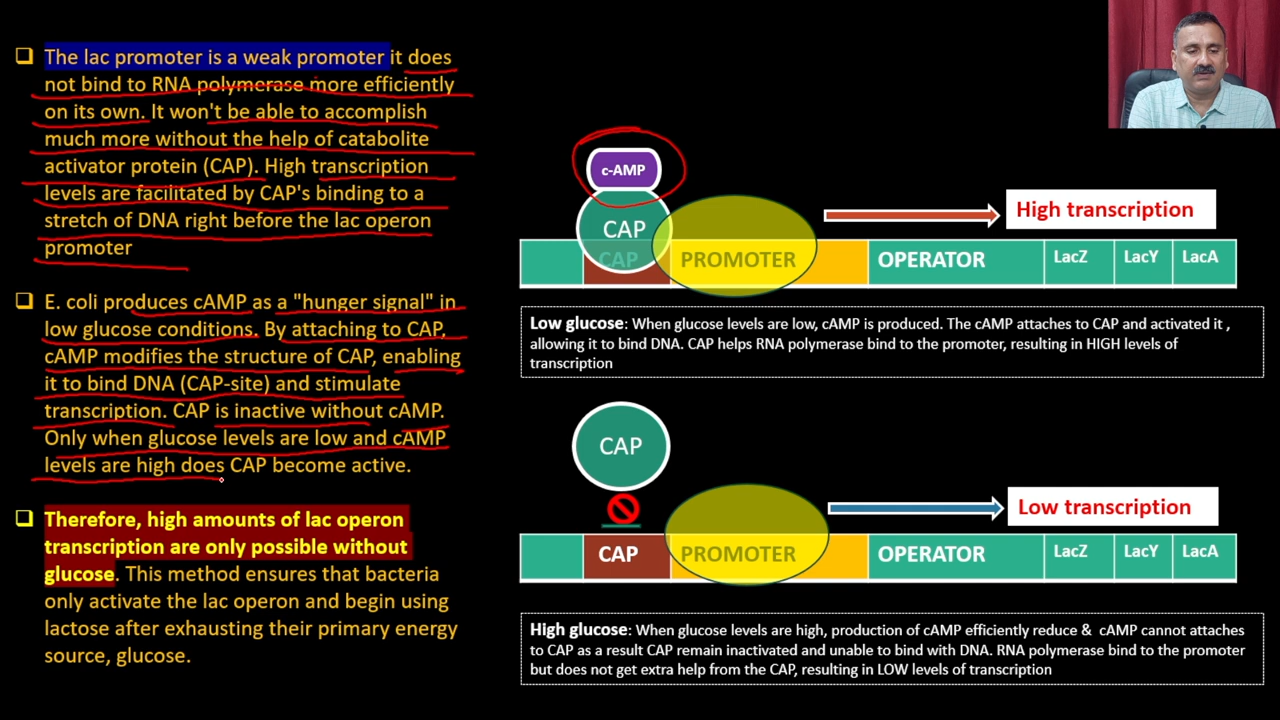 The lac promoter is a weak promoter it does
not bind to RNA polymerase more efficiently
on its own. It won't be able to accomplish
much more without the help of catabolite
activator protein (CAP). High transcription
levels are facilitated by CAP's binding to a
stretch of DNA right before the lac operon
promoter
E. coli produces cAMP as a "hunger signal" in
low glucose conditions. By attaching to CAP,
cAMP modifies the structure of CAP, enabling
it to bind DNA (CAP-site) and stimulate
transcription. CAP is inactive without cAMP.
Only when glucose levels are low and cAMP
levels are high does CAP become active.
Therefore, high amounts of lac operon
transcription are only possible without
glucose. This method ensures that bacteria
only activate the lac operon and begin using
lactose after exhausting their primary energy
source, glucose.
c-AMP
CAP
High transcription
CAP PROMOTER OPERATOR LacZ LacY LacA
Low glucose: When glucose levels are low, cAMP is produced. The cAMP attaches to CAP and activated it ,
allowing it to bind DNA. CAP helps RNA polymerase bind to the promoter, resulting in HIGH levels of
transcription
CAP
Low transcription
CAP PROMOTER OPERATOR LacZ LacY LacA
High glucose: When glucose levels are high, production of cAMP efficiently reduce & cAMP cannot attaches
to CAP as a result CAP remain inactivated and unable to bind with DNA. RNA polymerase bind to the promoter
but does not get extra help from the CAP, resulting in LOW levels of transcription